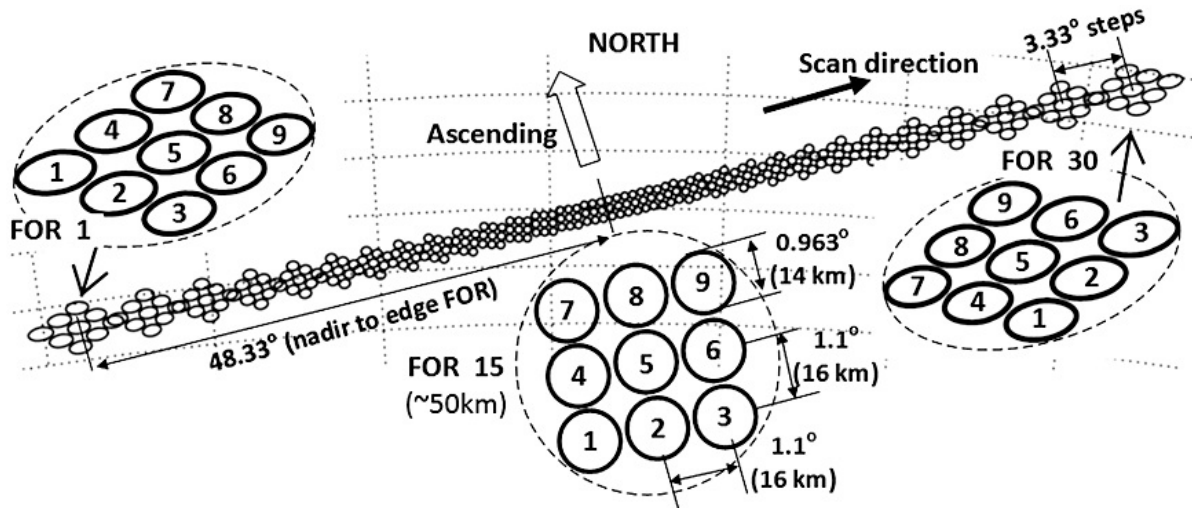 NORTH
3.33° steps
Scan direction
Ascending
7
4 8
1 5 9
2 6
3
FOR 1
FOR 30
9
6
3
8
5
2
7
4
1
48.33° (nadir to edge FOR)
0.963°
(14 km)
7 8 9
4 5 6
1 2 3
FOR 15
(~50km)
1.1°
(16 km)
1.1°
(16 km)